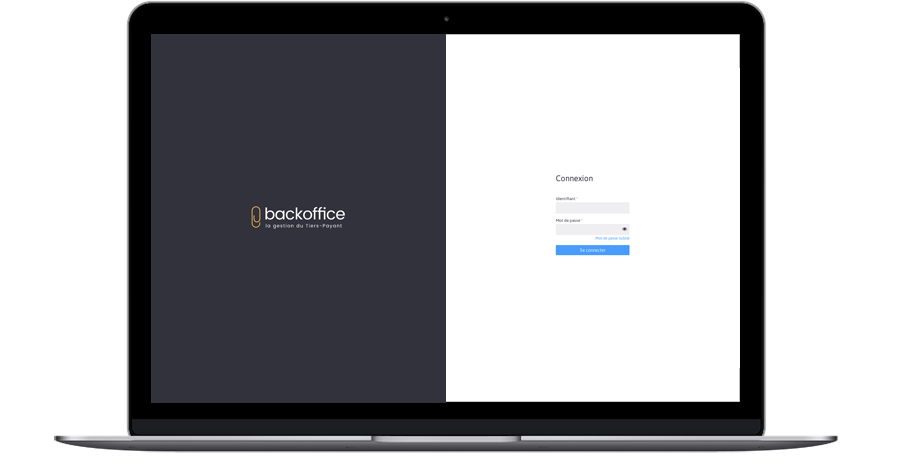 backoffice
la gestion du Tiers-Payant
Connexion
Identifiant *
Mot de passe *
Mot de passe oublié
Se connecter